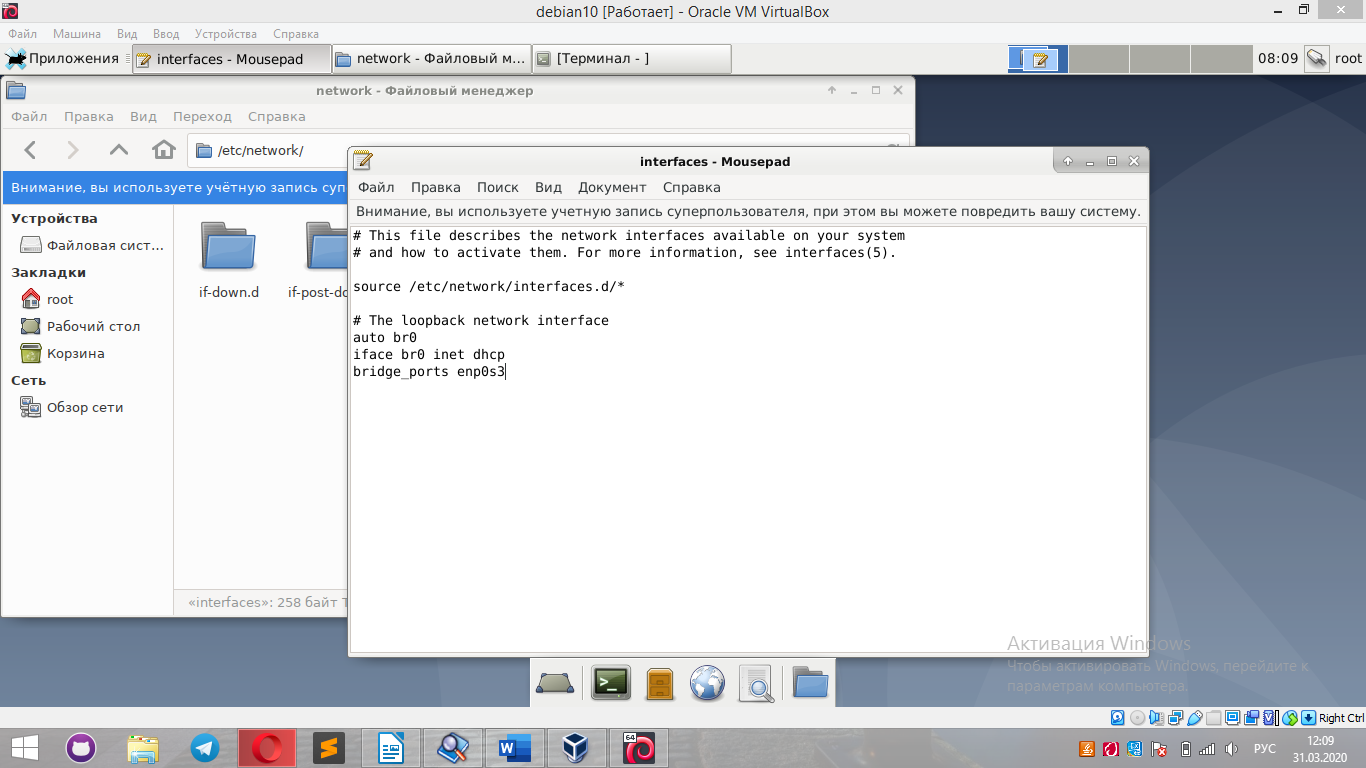 debian10 [Работает] - Oracle VM VirtualBox
Файл Машина Вид Ввод Устройства Справка
Приложения interfaces - Mousepad network - Файловый м... [Терминал - ] 08:09 root
network - Файловый менеджер
Файл Правка Вид Переход Справка
/etc/network/
Внимание, вы используете учётную запись
Устройства
Файловая сист...
Закладки
root
Рабочий стол
Корзина
Сеть
Обзор сети
if-down.d
«interfaces»: 258 байт
interfaces - Mousepad
Файл Правка Поиск Вид Документ Справка
Внимание, вы используете учетную запись суперпользователя, при этом вы можете повредить вашу систему.
# This file describes the network interfaces available on your system
# and how to activate them. For more information, see interfaces(5).
source /etc/network/interfaces.d/*
# The loopback network interface
auto br0
iface br0 inet dhcp
bridge_ports enp0s3
Активация Windows
Чтобы активировать Windows, перейдите к
параметрам компьютера.
Right Ctrl
64
РУС
12:09
31.03.2020